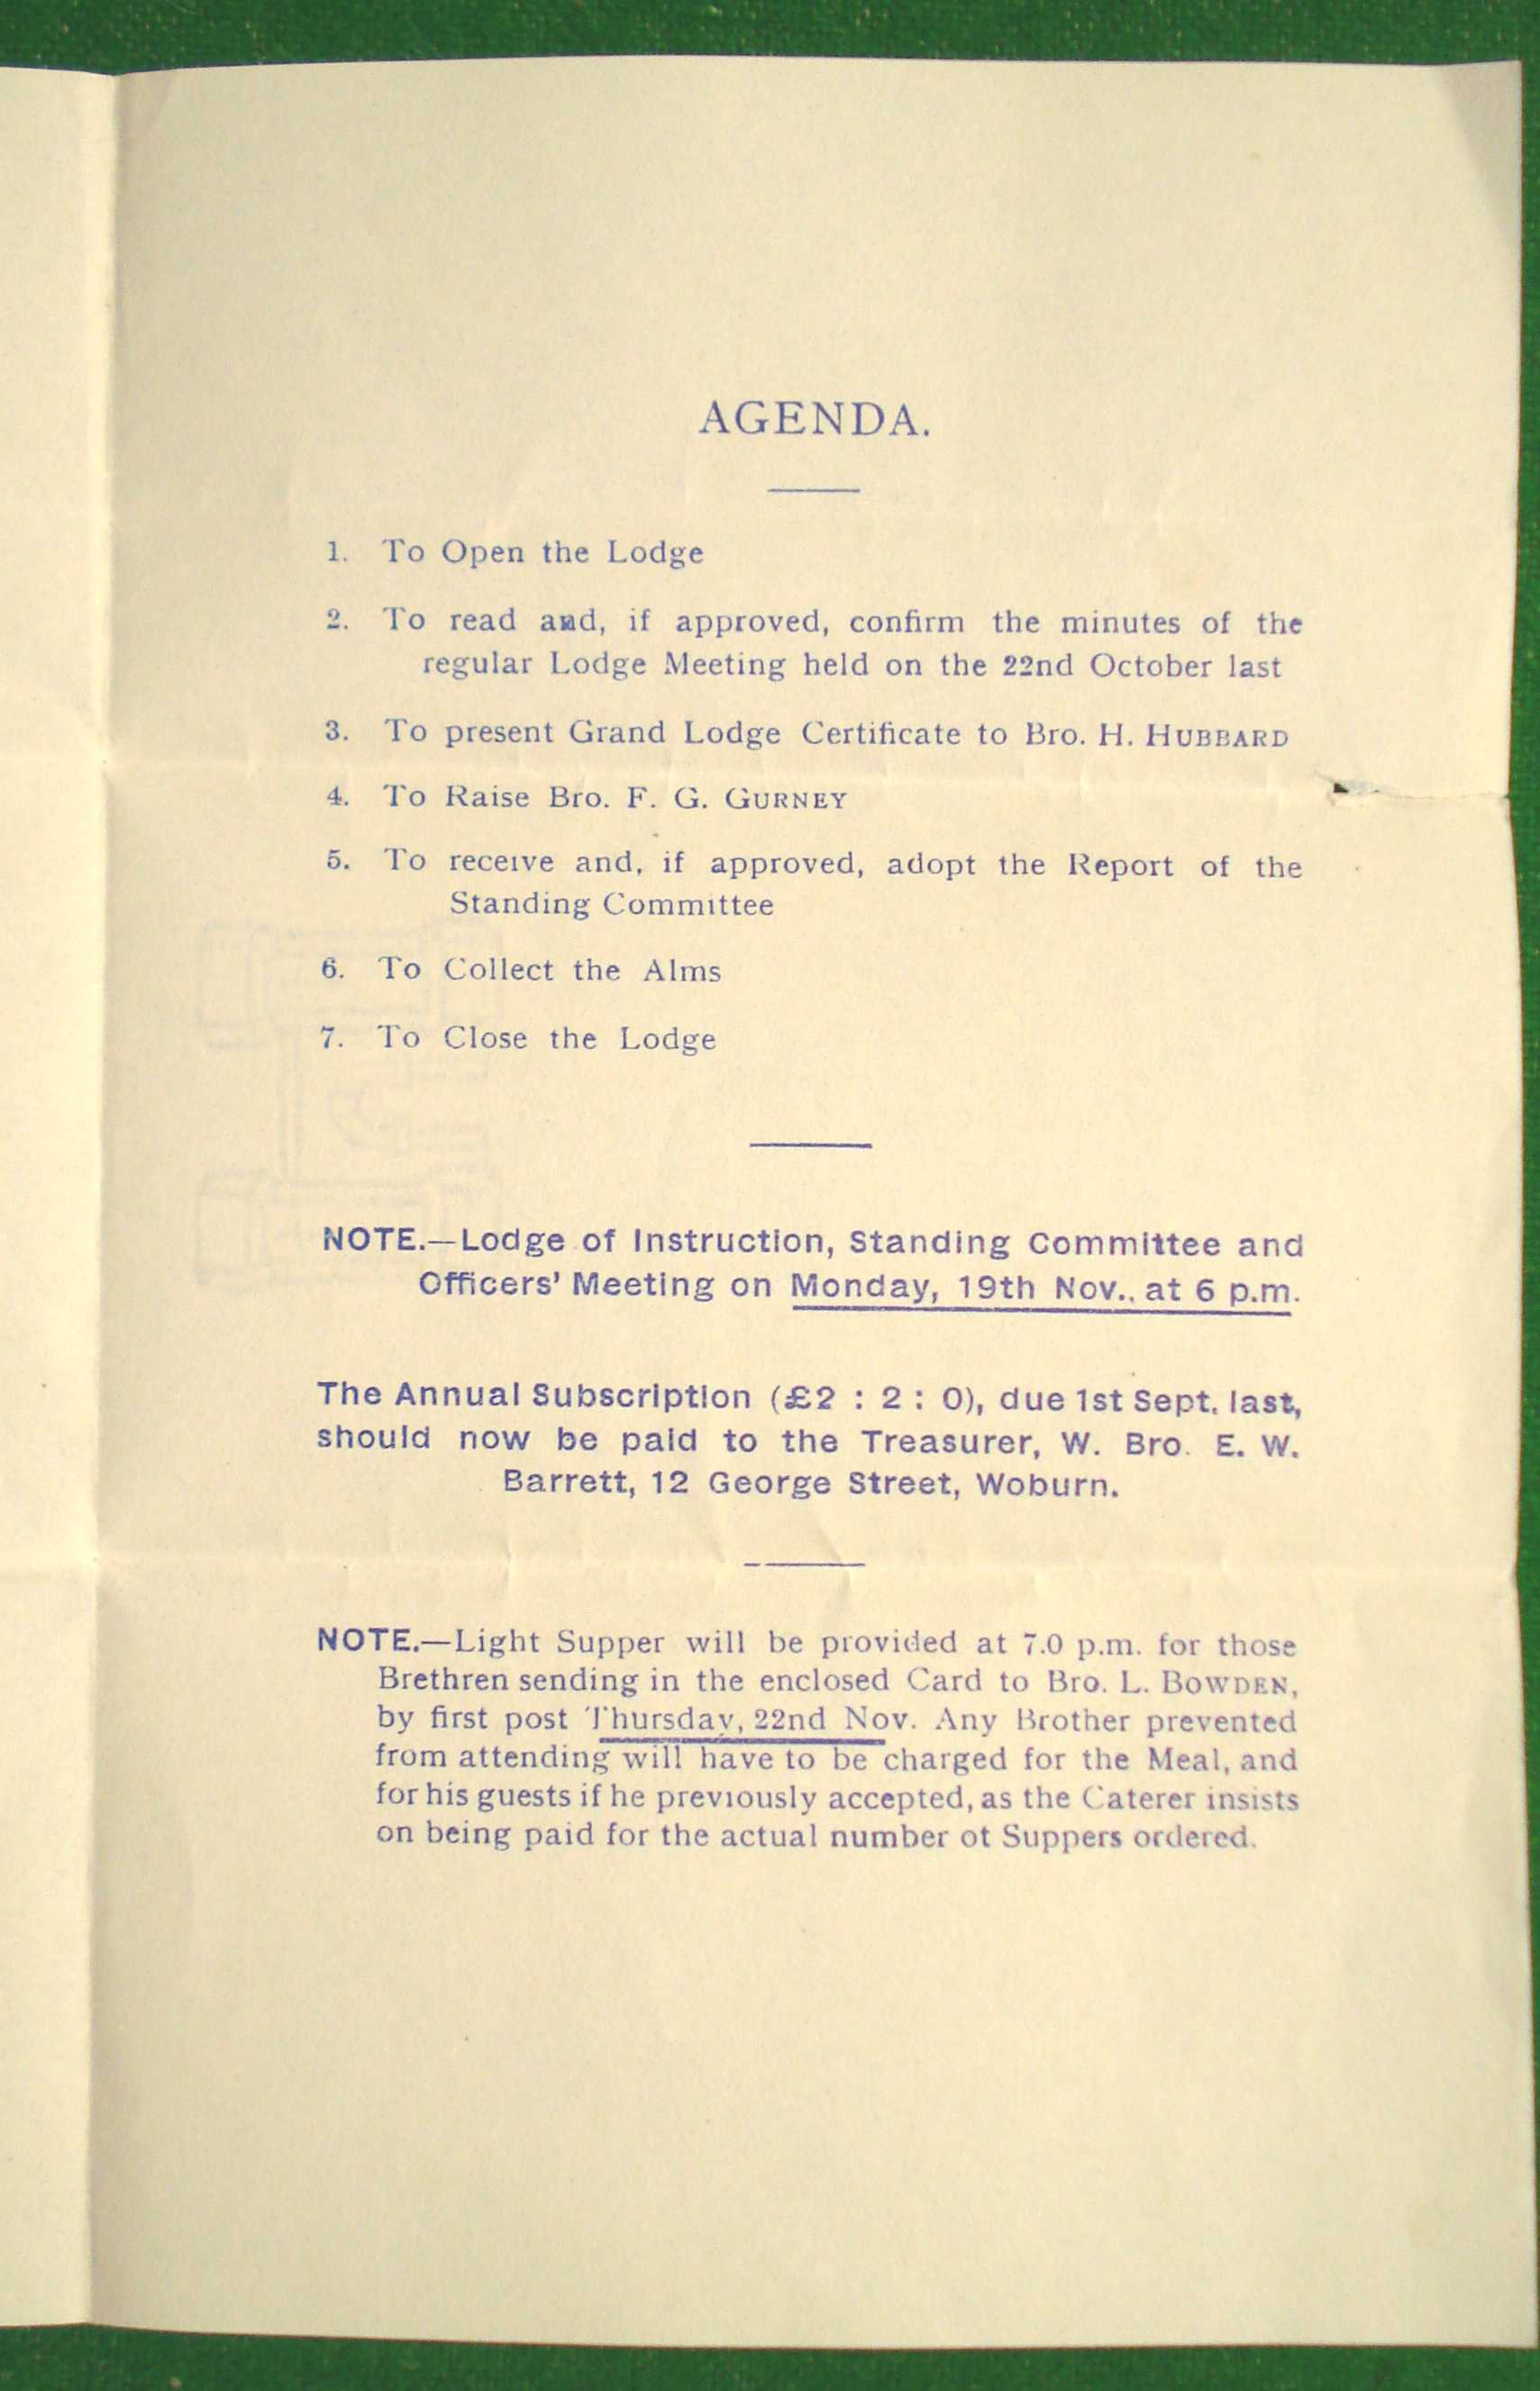 AGENDA.
1. To Open the Lodge
2. To read and, if approved, confirm the minutes of the
regular Lodge Meeting held on the 22nd October last
3. To present Grand Lodge Certificate to Bro. H. HUBBARD
4. To Raise Bro. F. G. GURNEY
5. To receive and, if approved, adopt the Report of the
Standing Committee
6. To Collect the Alms
7. To Close the Lodge
NOTE.—Lodge of Instruction, Standing Committee and
Officers' Meeting on Monday, 19th Nov., at 6 p.m.
The Annual Subscription (£2 : 2 : 0), due 1st Sept. last,
should now be paid to the Treasurer, W. Bro. E. W.
Barrett, 12 George Street, Woburn.
NOTE.—Light Supper will be provided at 7.0 p.m. for those
Brethren sending in the enclosed Card to Bro. L. BOWDEN,
by first post Thursday, 22nd Nov. Any Brother prevented
from attending will have to be charged for the Meal, and
for his guests if he previously accepted, as the Caterer insists
on being paid for the actual number of Suppers ordered.